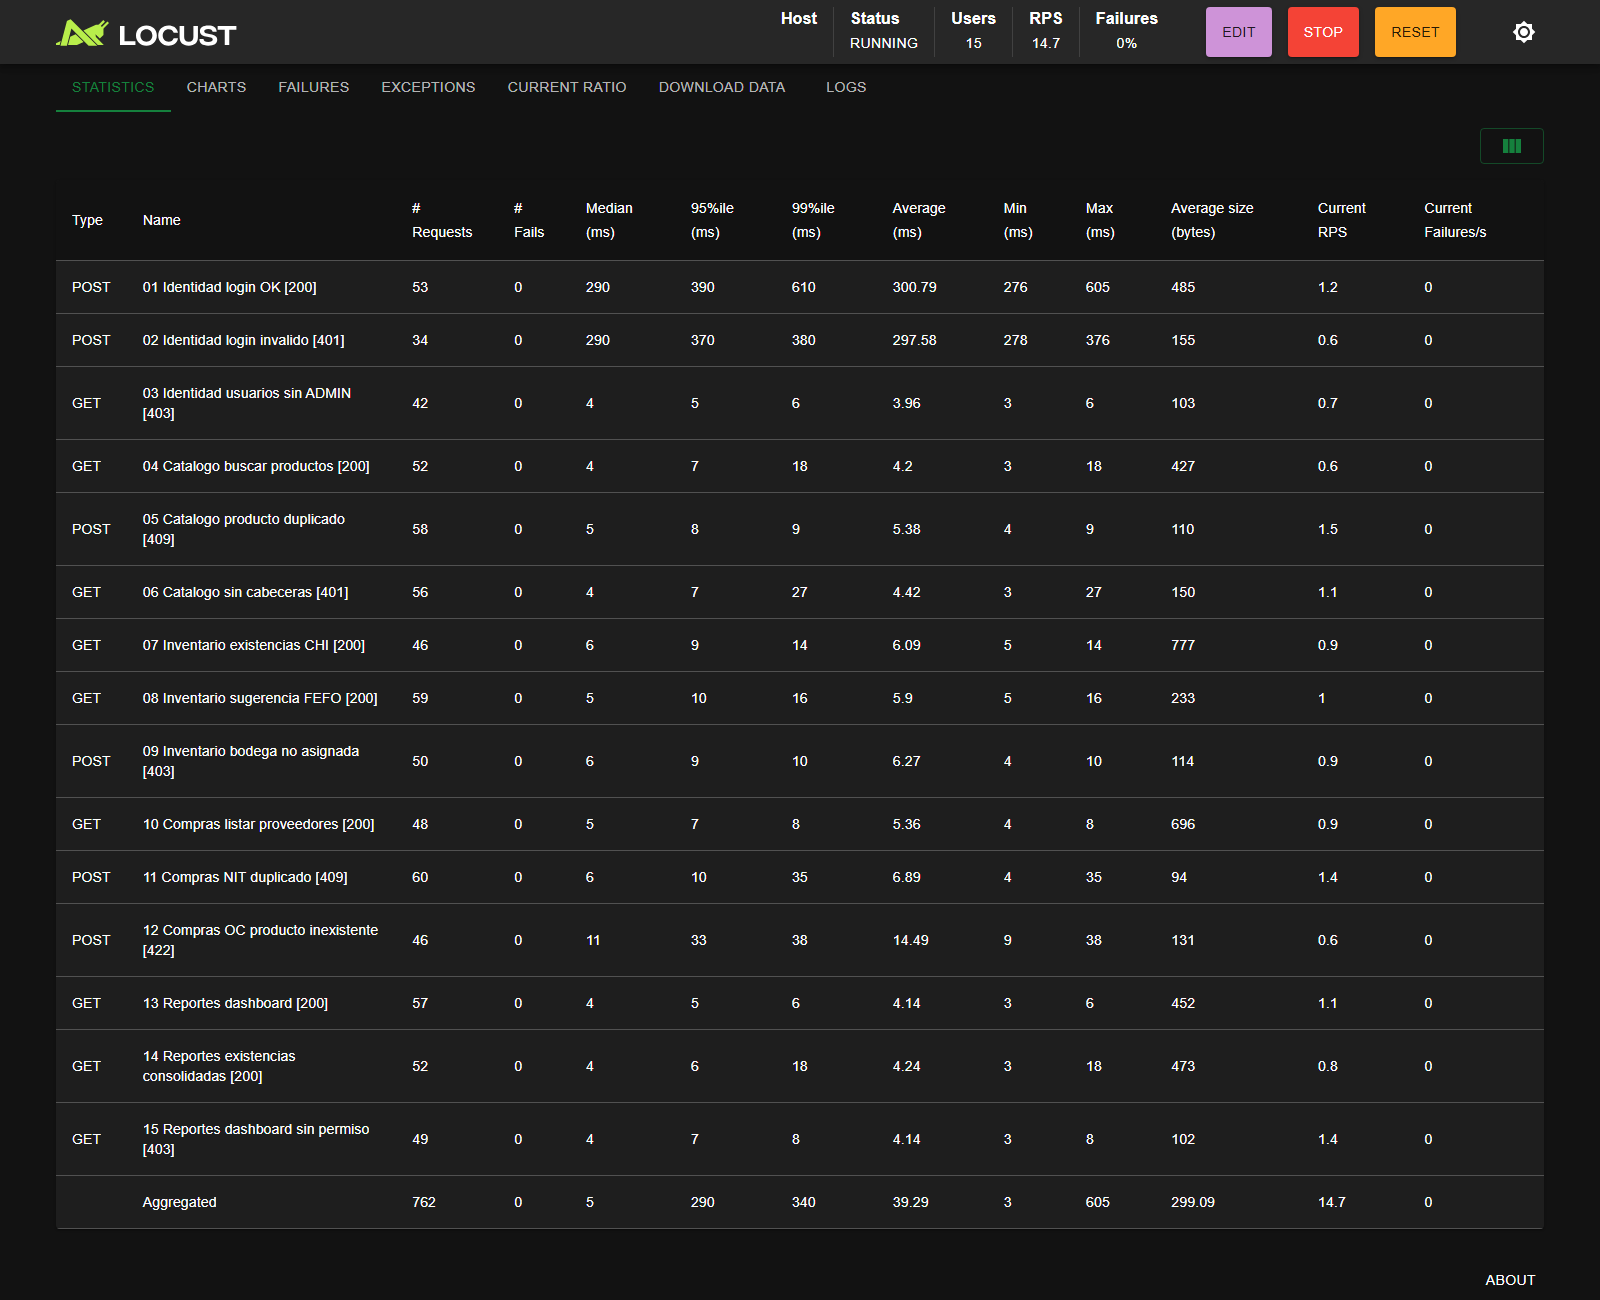 LOCUST
Host
Status
RUNNING
Users
15
RPS
14.7
Failures
0%
EDIT
STOP
RESET
STATISTICS CHARTS FAILURES EXCEPTIONS CURRENT RATIO DOWNLOAD DATA LOGS
Type Name # Requests # Fails Median (ms) 95%ile (ms) 99%ile (ms) Average (ms) Min (ms) Max (ms) Average size (bytes) Current RPS Current Failures/s
POST 01 Identidad login OK [200] 53 0 290 390 610 300.79 276 605 485 1.2 0
POST 02 Identidad login invalido [401] 34 0 290 370 380 297.58 278 376 155 0.6 0
GET 03 Identidad usuarios sin ADMIN [403] 42 0 4 5 6 3.96 3 6 103 0.7 0
GET 04 Catalogo buscar productos [200] 52 0 4 7 18 4.2 3 18 427 0.6 0
POST 05 Catalogo producto duplicado [409] 58 0 5 8 9 5.38 4 9 110 1.5 0
GET 06 Catalogo sin cabeceras [401] 56 0 4 7 27 4.42 3 27 150 1.1 0
GET 07 Inventario existencias CHI [200] 46 0 6 9 14 6.09 5 14 777 0.9 0
GET 08 Inventario sugerencia FEFO [200] 59 0 5 10 16 5.9 5 16 233 1 0
POST 09 Inventario bodega no asignada [403] 50 0 6 9 10 6.27 4 10 114 0.9 0
GET 10 Compras listar proveedores [200] 48 0 5 7 8 5.36 4 8 696 0.9 0
POST 11 Compras NIT duplicado [409] 60 0 6 10 35 6.89 4 35 94 1.4 0
POST 12 Compras OC producto inexistente [422] 46 0 11 33 38 14.49 9 38 131 0.6 0
GET 13 Reportes dashboard [200] 57 0 4 5 6 4.14 3 6 452 1.1 0
GET 14 Reportes existencias consolidadas [200] 52 0 4 6 18 4.24 3 18 473 0.8 0
GET 15 Reportes dashboard sin permiso [403] 49 0 4 7 8 4.14 3 8 102 1.4 0
Aggregated 762 0 5 290 340 39.29 3 605 299.09 14.7 0
ABOUT